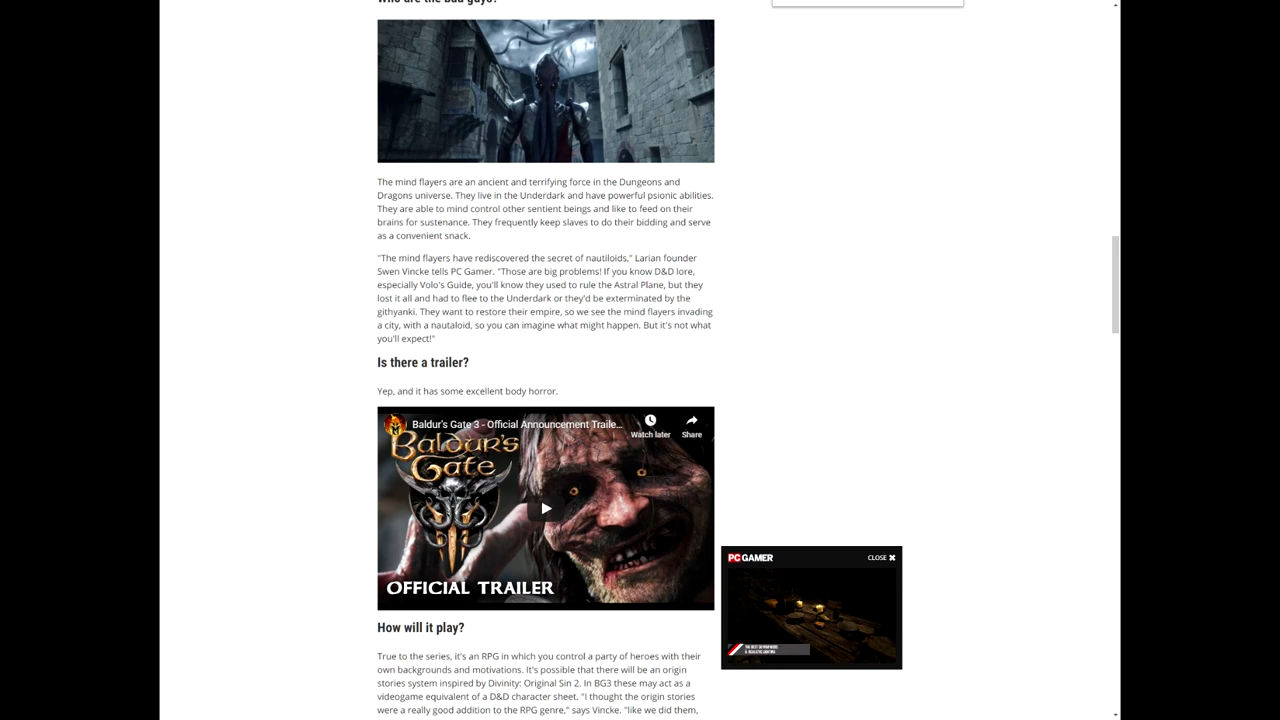 Who are the bad guys?
The mind flayers are an ancient and terrifying force in the Dungeons and
Dragons universe. They live in the Underdark and have powerful psionic abilities.
They are able to mind control other sentient beings and like to feed on their
brains for sustenance. They frequently keep slaves to do their bidding and serve
as a convenient snack.
"The mind flayers have rediscovered the secret of nautiloids," Larian founder
Swen Vincke tells PC Gamer. "Those are big problems! If you know D&D lore,
especially Volo's Guide, you'll know they used to rule the Astral Plane, but they
lost it all and had to flee to the Underdark or they'd be exterminated by the
githyanki. They want to restore their empire, so we see the mind flayers invading
a city, with a nautaloid, so you can imagine what might happen. But it's not what
you'll expect!"
Is there a trailer?
Yep, and it has some excellent body horror.
Baldur's Gate 3 - Official Announcement Traile...
Watch later
Share
BALDUR'S
GATE
OFFICIAL TRAILER
PC GAMER
CLOSE ✖
How will it play?
True to the series, it's an RPG in which you control a party of heroes with their
own backgrounds and motivations. It's possible that there will be an origin
stories system inspired by Divinity: Original Sin 2. In BG3 these may act as a
videogame equivalent of a D&D character sheet. "I thought the origin stories
were a really good addition to the RPG genre," says Vincke. "like we did them,